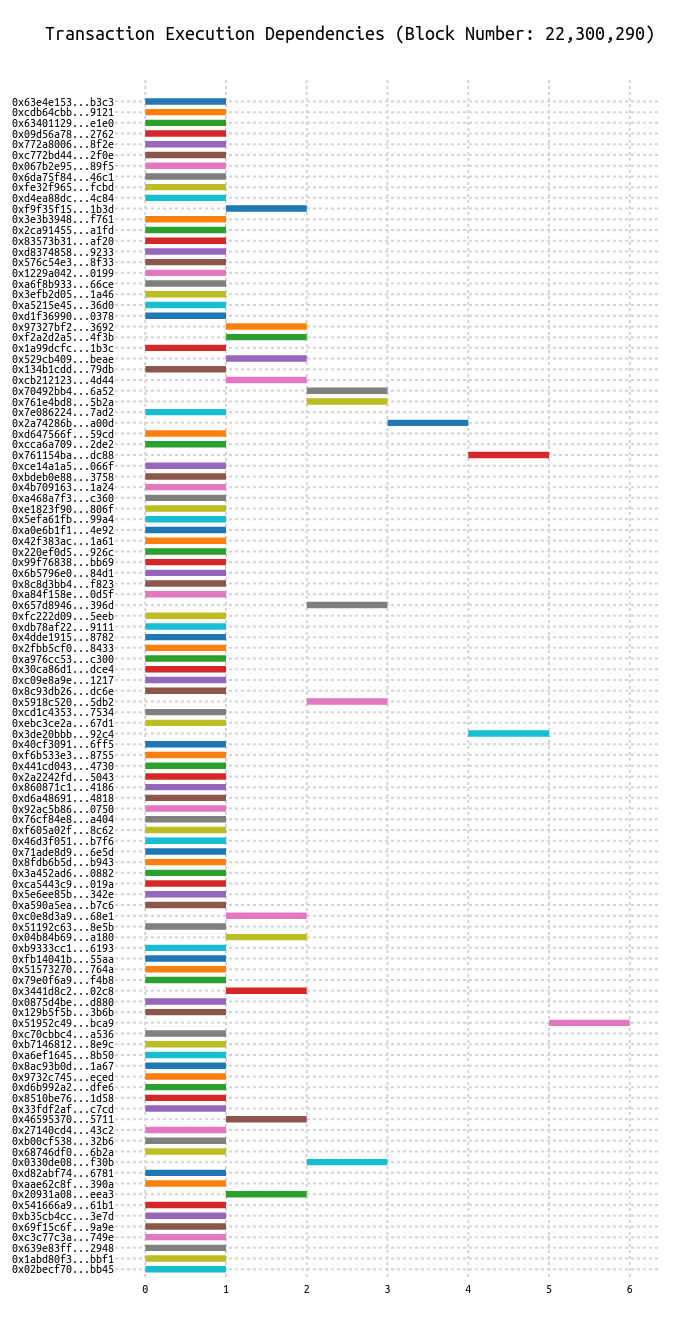 Transaction Execution Dependencies (Block Number: 22,300,290)
0x63e4e153...b3c3
0xcdb64cbb...9121
0x63401129...e1e0
0x09d56a78...2762
0x772a8006...8f2e
0xc772bd44...2f0e
0x067b2e95...89f5
0x6da75f84...46c1
0xfe32f965...fcbd
0xd4ea88dc...4c84
0xf9f35f15...1b3d
0x3e3b3948...f761
0x2ca91455...a1fd
0x83573b31...af20
0xd8374858...9233
0x576c54e3...8f33
0x1229a042...0199
0xa6f8b933...66ce
0x3efb2d05...1a46
0xa5215e45...36d0
0xd1f36990...0378
0x97327bf2...3692
0xf2a2d2a5...4f3b
0x1a99dcfc...1b3c
0x529cb409...beae
0x134b1cdd...79db
0xcb212123...4d44
0x70492bb4...6a52
0x761e4bd8...5b2a
0x7e086224...7ad2
0x2a74286b...a00d
0xd647566f...59cd
0xcca6a709...2de2
0x761154ba...dc88
0xce14a1a5...066f
0xbdeb0e88...3758
0x4b709163...1a24
0xa468a7f3...c360
0xe1823f90...806f
0x5efa61fb...99a4
0xa0e6b1f1...4e92
0x42f383ac...1a61
0x220ef0d5...926c
0x99f76838...bb69
0x6b5796e0...84d1
0x8c8d3bb4...f823
0xa84f158e...0d5f
0x657d8946...396d
0xfc222d09...5eeb
0xdb78af22...9111
0x4dde1915...8782
0x2fbb5cf0...8433
0xa976cc53...c300
0x30ca86d1...dce4
0xc09e8a9e...1217
0x8c93db26...dc6e
0x5918c520...5db2
0xcd1c4353...7534
0xebc3ce2a...67d1
0x3de20bbb...92c4
0x40cf3091...6ff5
0xf6b533e3...8755
0x441cd043...4730
0x2a2242fd...5043
0x860871c1...4186
0xd6a48691...4818
0x92ac5b86...0750
0x76cf84e8...a404
0xf605a02f...8c62
0x46d3f051...b7f6
0x71ade8d9...6e5d
0x8fdb6b5d...b943
0x3a452ad6...0882
0xca5443c9...019a
0x5e6ee85b...342e
0xa590a5ea...b7c6
0xc0e8d3a9...68e1
0x51192c63...8e5b
0x04b84b69...a180
0xb9333cc1...6193
0xfb14041b...55aa
0x51573270...764a
0x79e0f6a9...f4b8
0x3441d8c2...02c8
0x0875d4be...d880
0x129b5f5b...3b6b
0x51952c49...bca9
0xc70cbbc4...a536
0xb7146812...8e9c
0xa6ef1645...8b50
0x8ac93b0d...1a67
0x9732c745...eced
0xd6b992a2...dfe6
0x8510be76...1d58
0x33fdf2af...c7cd
0x46595370...5711
0x27140cd4...43c2
0xb00cf538...32b6
0x68746df0...6b2a
0x0330de08...f30b
0xd82abf74...6781
0xaae62c8f...390a
0x20931a08...eea3
0x541666a9...61b1
0xb35cb4cc...3e7d
0x69f15c6f...9a9e
0xc3c77c3a...749e
0x639e83ff...2948
0x1abd80f3...bbf1
0x02becf70...bb45
0 1 2 3 4 5 6